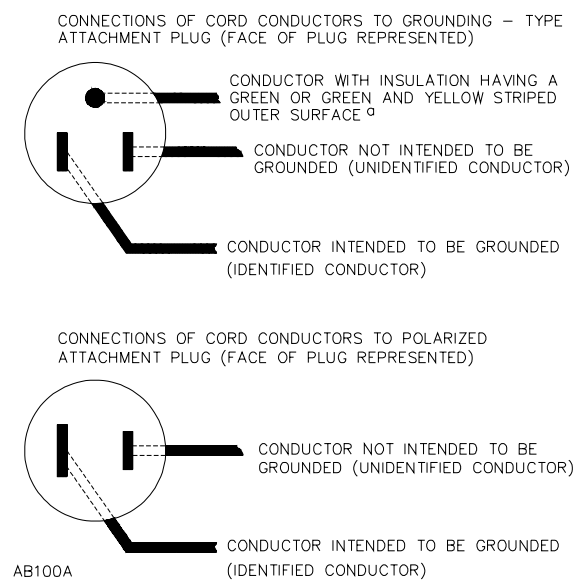 CONNECTIONS OF CORD CONDUCTORS TO GROUNDING – TYPE
ATTACHMENT PLUG (FACE OF PLUG REPRESENTED)
CONDUCTOR WITH INSULATION HAVING A
GREEN OR GREEN AND YELLOW STRIPED
OUTER SURFACE a
CONDUCTOR NOT INTENDED TO BE
GROUNDED (UNIDENTIFIED CONDUCTOR)
CONDUCTOR INTENDED TO BE GROUNDED
(IDENTIFIED CONDUCTOR)
CONNECTIONS OF CORD CONDUCTORS TO POLARIZED
ATTACHMENT PLUG (FACE OF PLUG REPRESENTED)
CONDUCTOR NOT INTENDED TO BE
GROUNDED (UNIDENTIFIED CONDUCTOR)
CONDUCTOR INTENDED TO BE GROUNDED
(IDENTIFIED CONDUCTOR)
AB100A